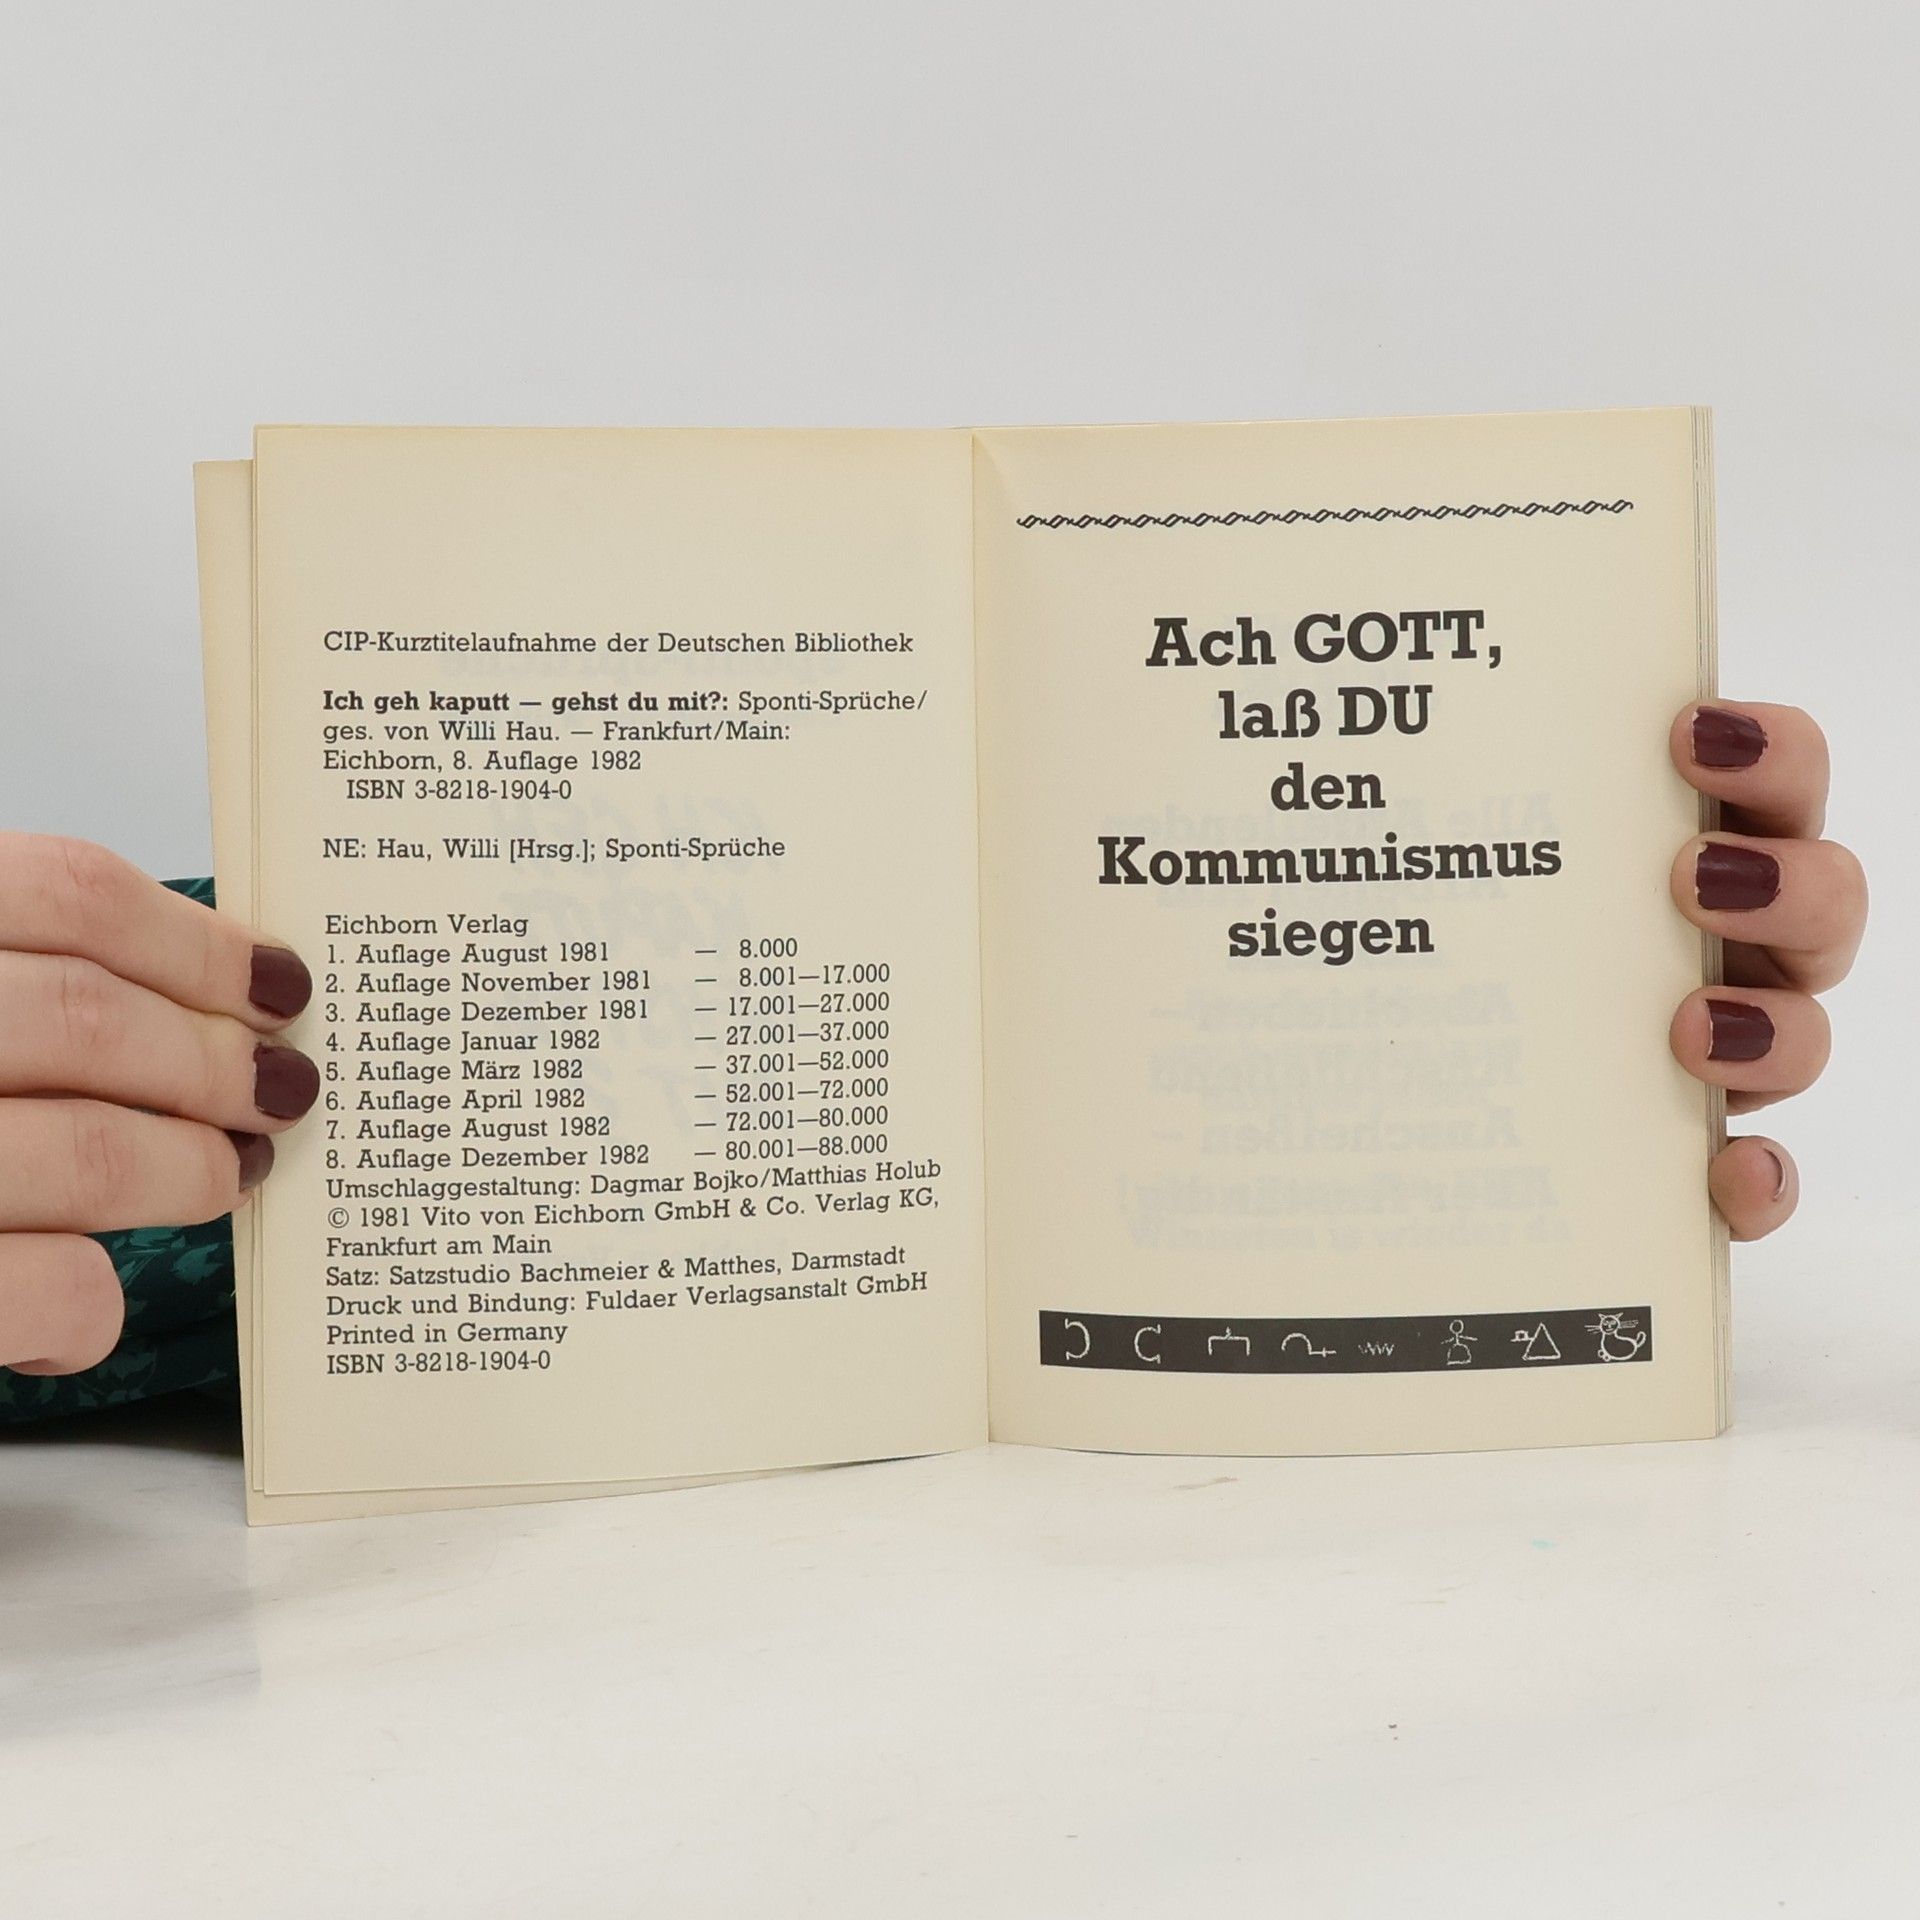 CIP-Kurztitelaufnahme der Deutschen Bibliothek
Ich geh kaputt — gehst du mit?: Sponti-Sprüche/
ges. von Willi Hau. — Frankfurt/Main:
Eichborn, 8. Auflage 1982
ISBN 3-8218-1904-0
NE: Hau, Willi [Hrsg.]; Sponti-Sprüche
Eichborn Verlag
1. Auflage August 1981 — 8.000
2. Auflage November 1981 — 8.001—17.000
3. Auflage Dezember 1981 — 17.001—27.000
4. Auflage Januar 1982 — 27.001—37.000
5. Auflage März 1982 — 37.001—52.000
6. Auflage April 1982 — 52.001—72.000
7. Auflage August 1982 — 72.001—80.000
8. Auflage Dezember 1982 — 80.001—88.000
Umschlaggestaltung: Dagmar Bojko/Matthias Holub
© 1981 Vito von Eichborn GmbH & Co. Verlag KG,
Frankfurt am Main
Satz: Satzstudio Bachmeier & Matthes, Darmstadt
Druck und Bindung: Fuldaer Verlagsanstalt GmbH
Printed in Germany
ISBN 3-8218-1904-0
Ach GOTT,
laß DU
den
Kommunismus
siegen